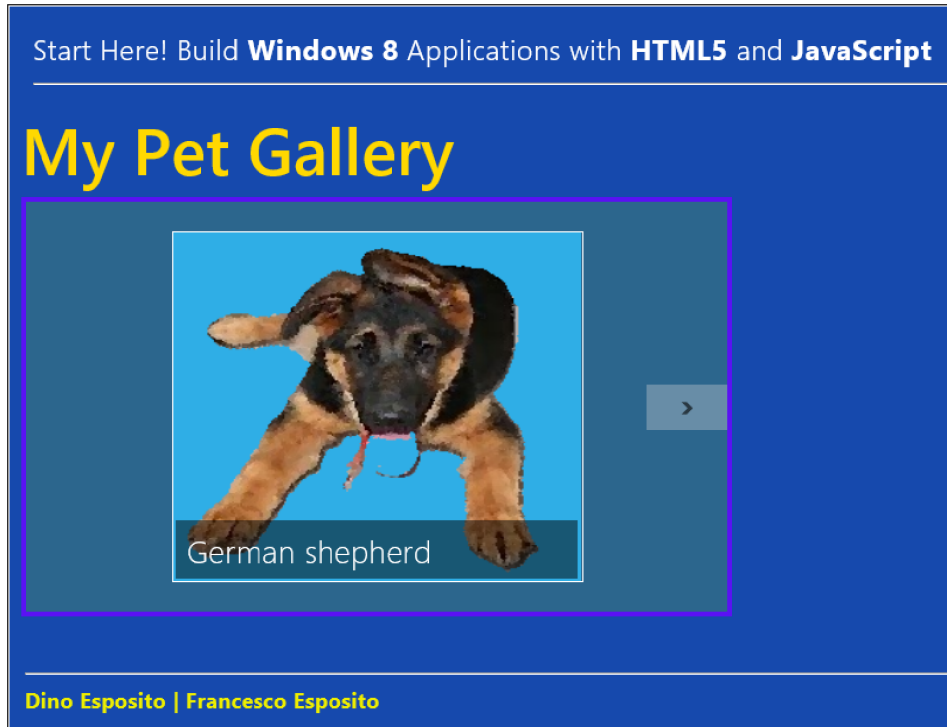 Start Here! Build Windows 8 Applications with HTML5 and JavaScript
My Pet Gallery
German shepherd
Dino Esposito | Francesco Esposito